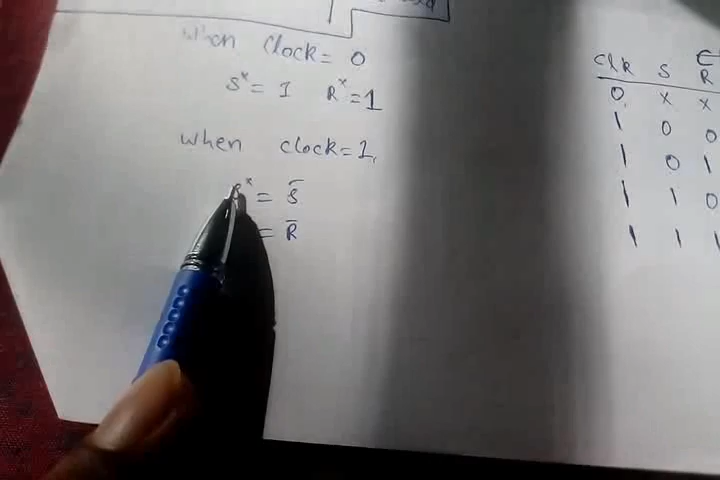 When clock = 0
S* = 1 R* = 1
when clock = 1,
S* = S̅
= R̅
Clk S R
0 x x
1 0 0
1 0 1
1 1 0
1 1 1